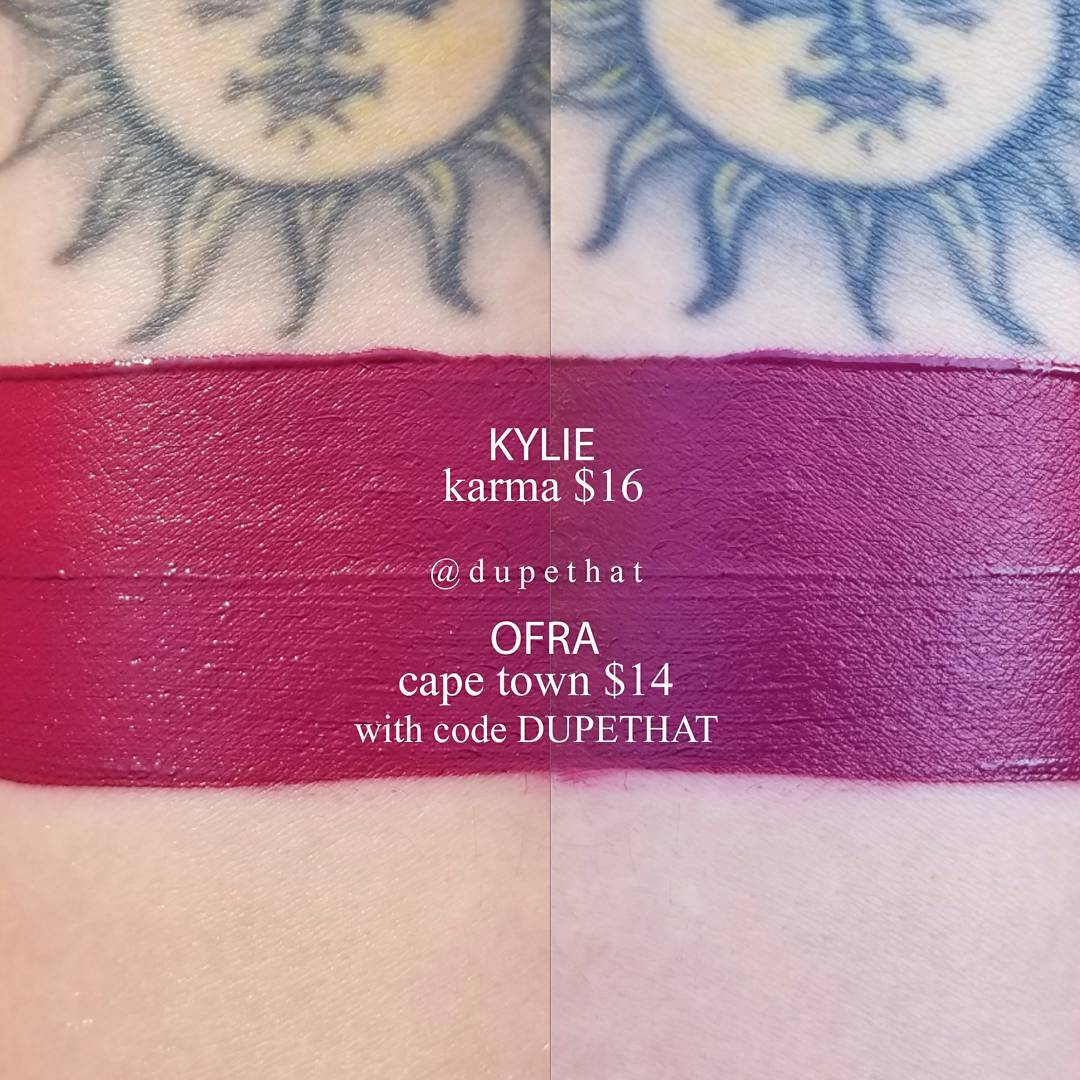 KYLIE
karma $16
@dupethat
OFRA
cape town $14
with code DUPETHAT